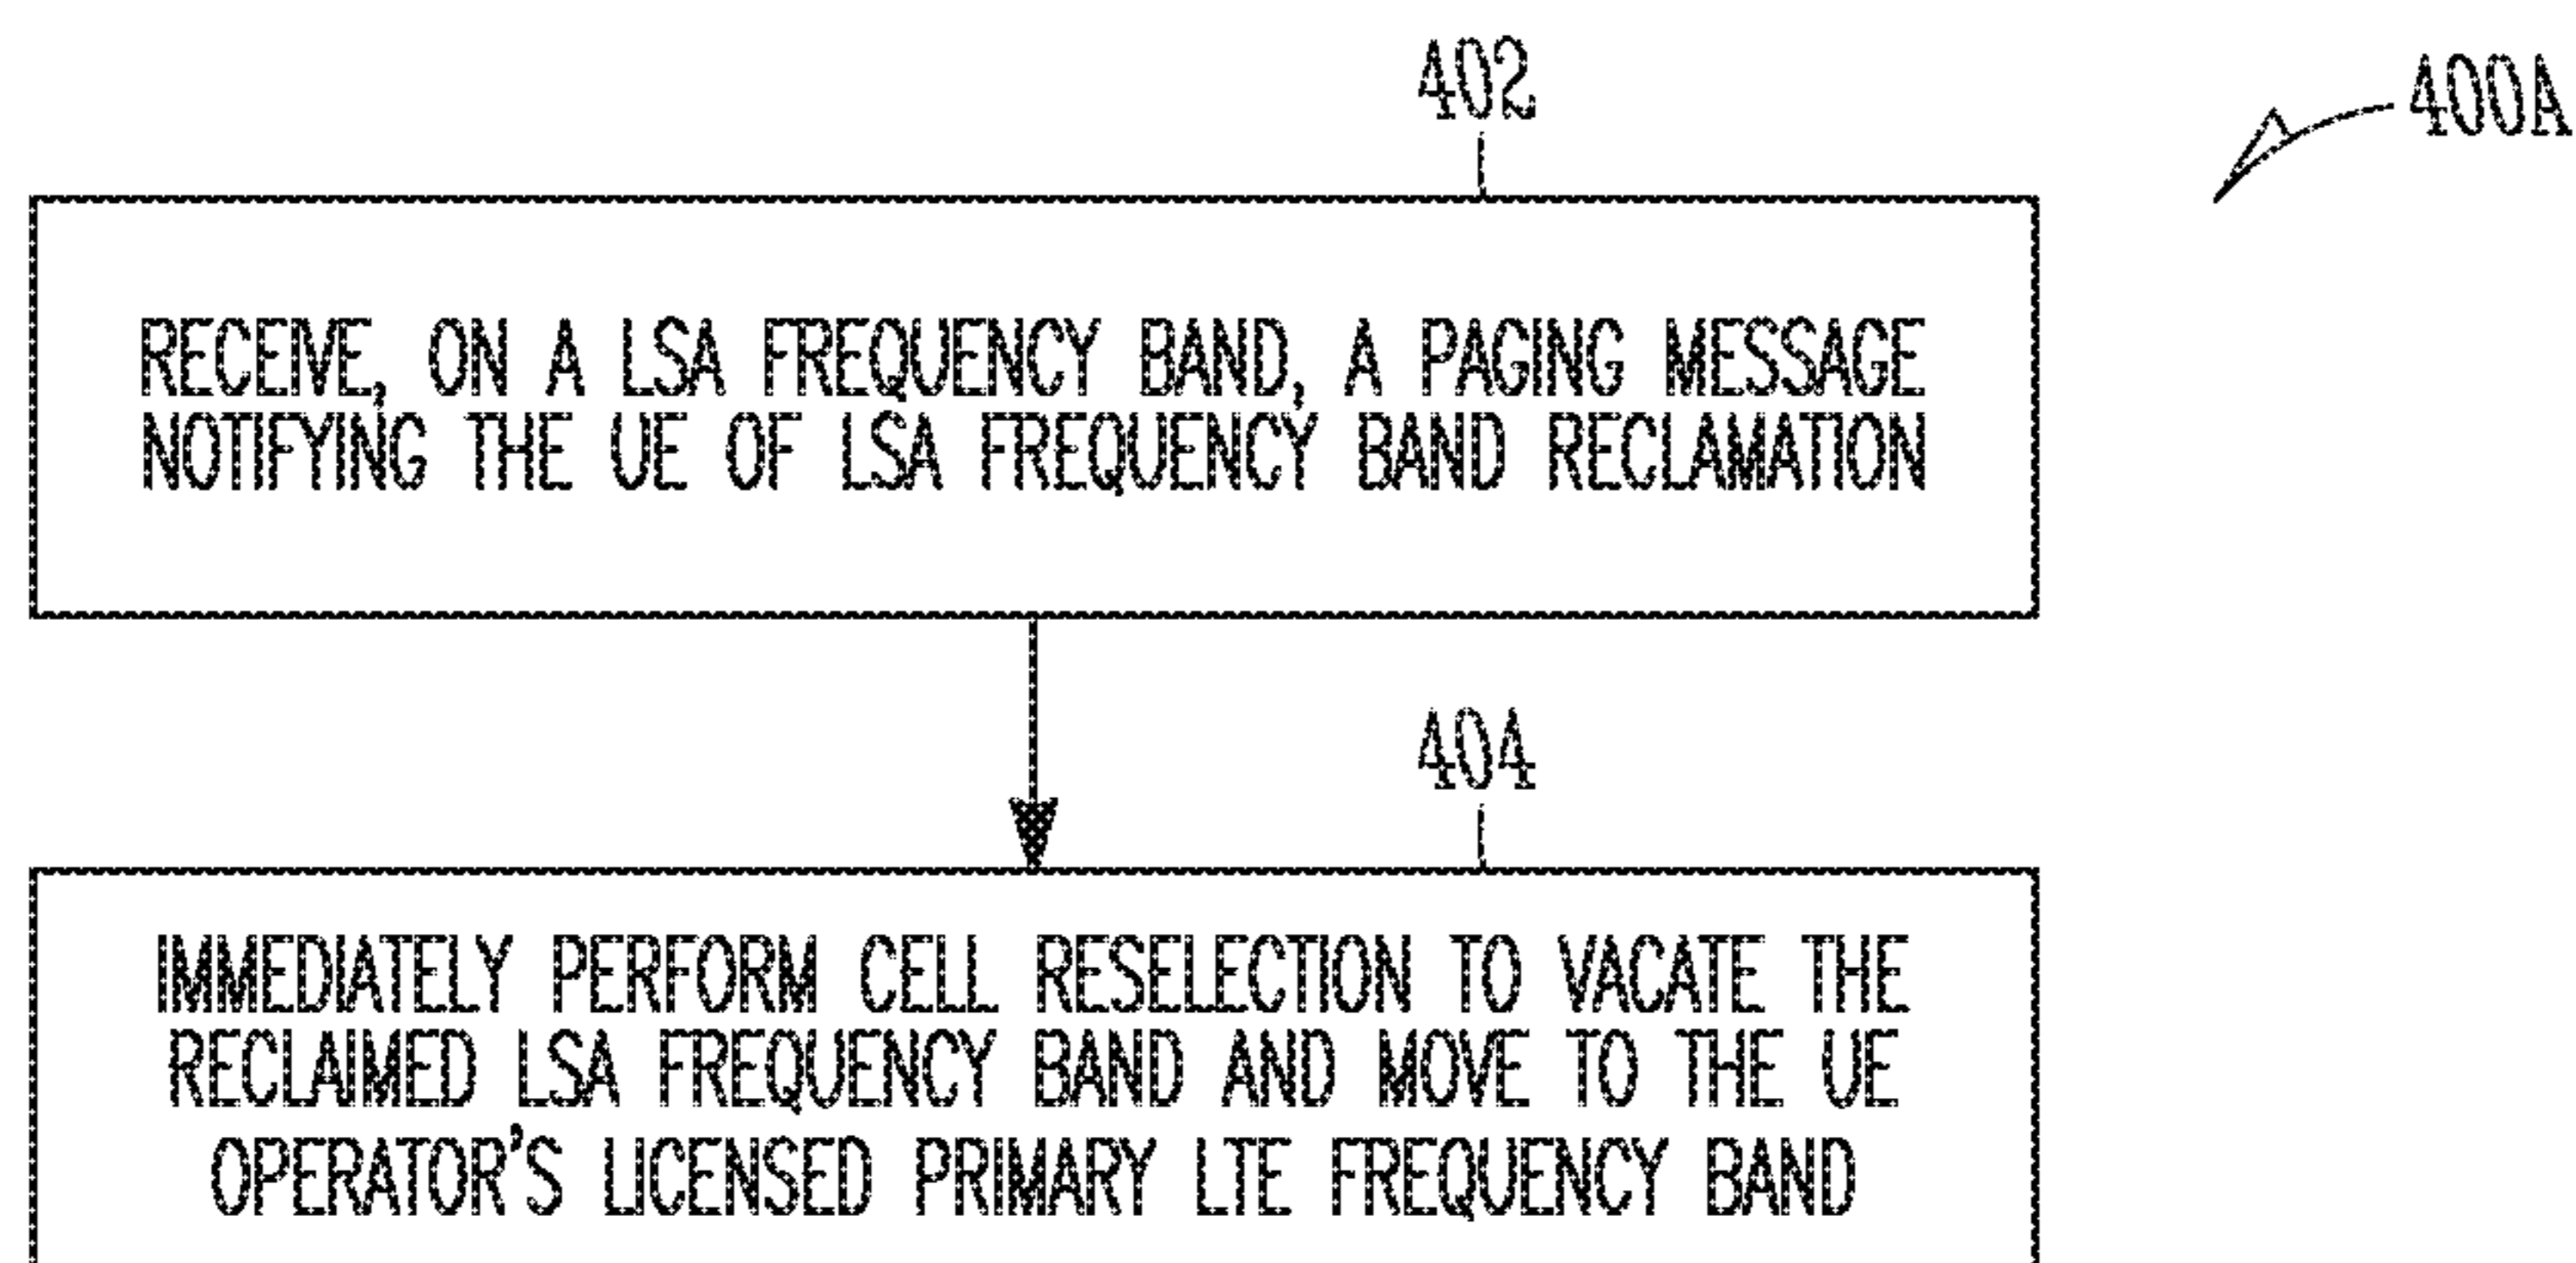 402
400A
RECEIVE, ON A LSA FREQUENCY BAND, A PAGING MESSAGE
NOTIFYING THE UE OF LSA FREQUENCY BAND RECLAMATION
404
IMMEDIATELY PERFORM CELL RESELECTION TO VACATE THE
RECLAIMED LSA FREQUENCY BAND AND MOVE TO THE UE
OPERATOR'S LICENSED PRIMARY LTE FREQUENCY BAND